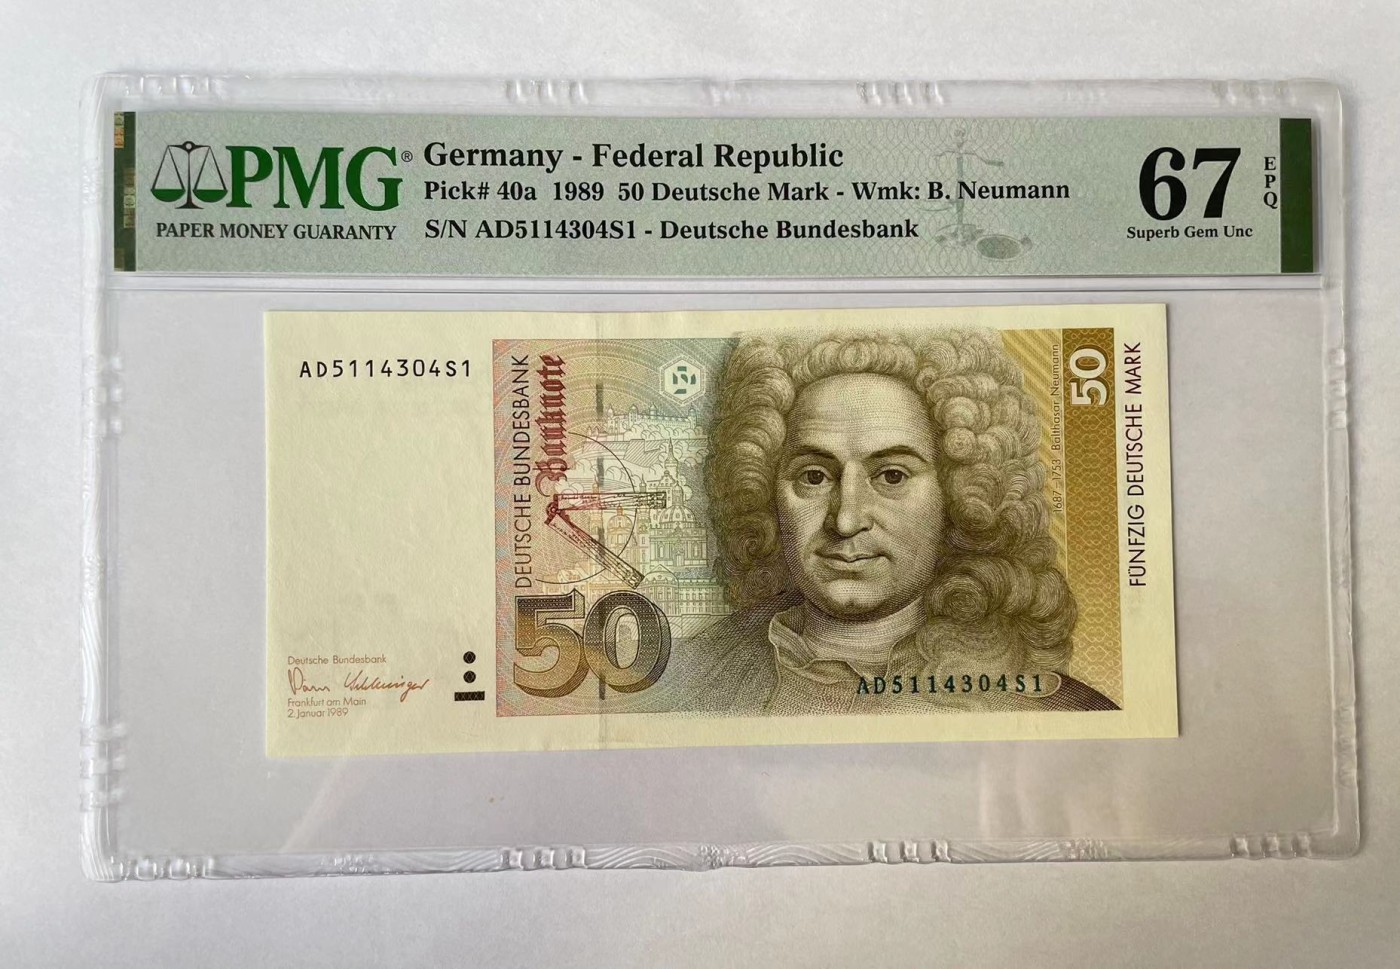 PMG®
PAPER MONEY GUARANTY
Germany - Federal Republic
Pick# 40a 1989 50 Deutsche Mark - Wmk: B. Neumann
S/N AD5114304S1 - Deutsche Bundesbank
67
EPQ
Superb Gem Unc
AD5114304S1
DEUTSCHE BUNDESBANK
Banknote
50
1687–1753 Balthasar Neumann
50
FÜNFZIG DEUTSCHE MARK
Deutsche Bundesbank
Frankfurt am Main
2. Januar 1989
AD5114304S1